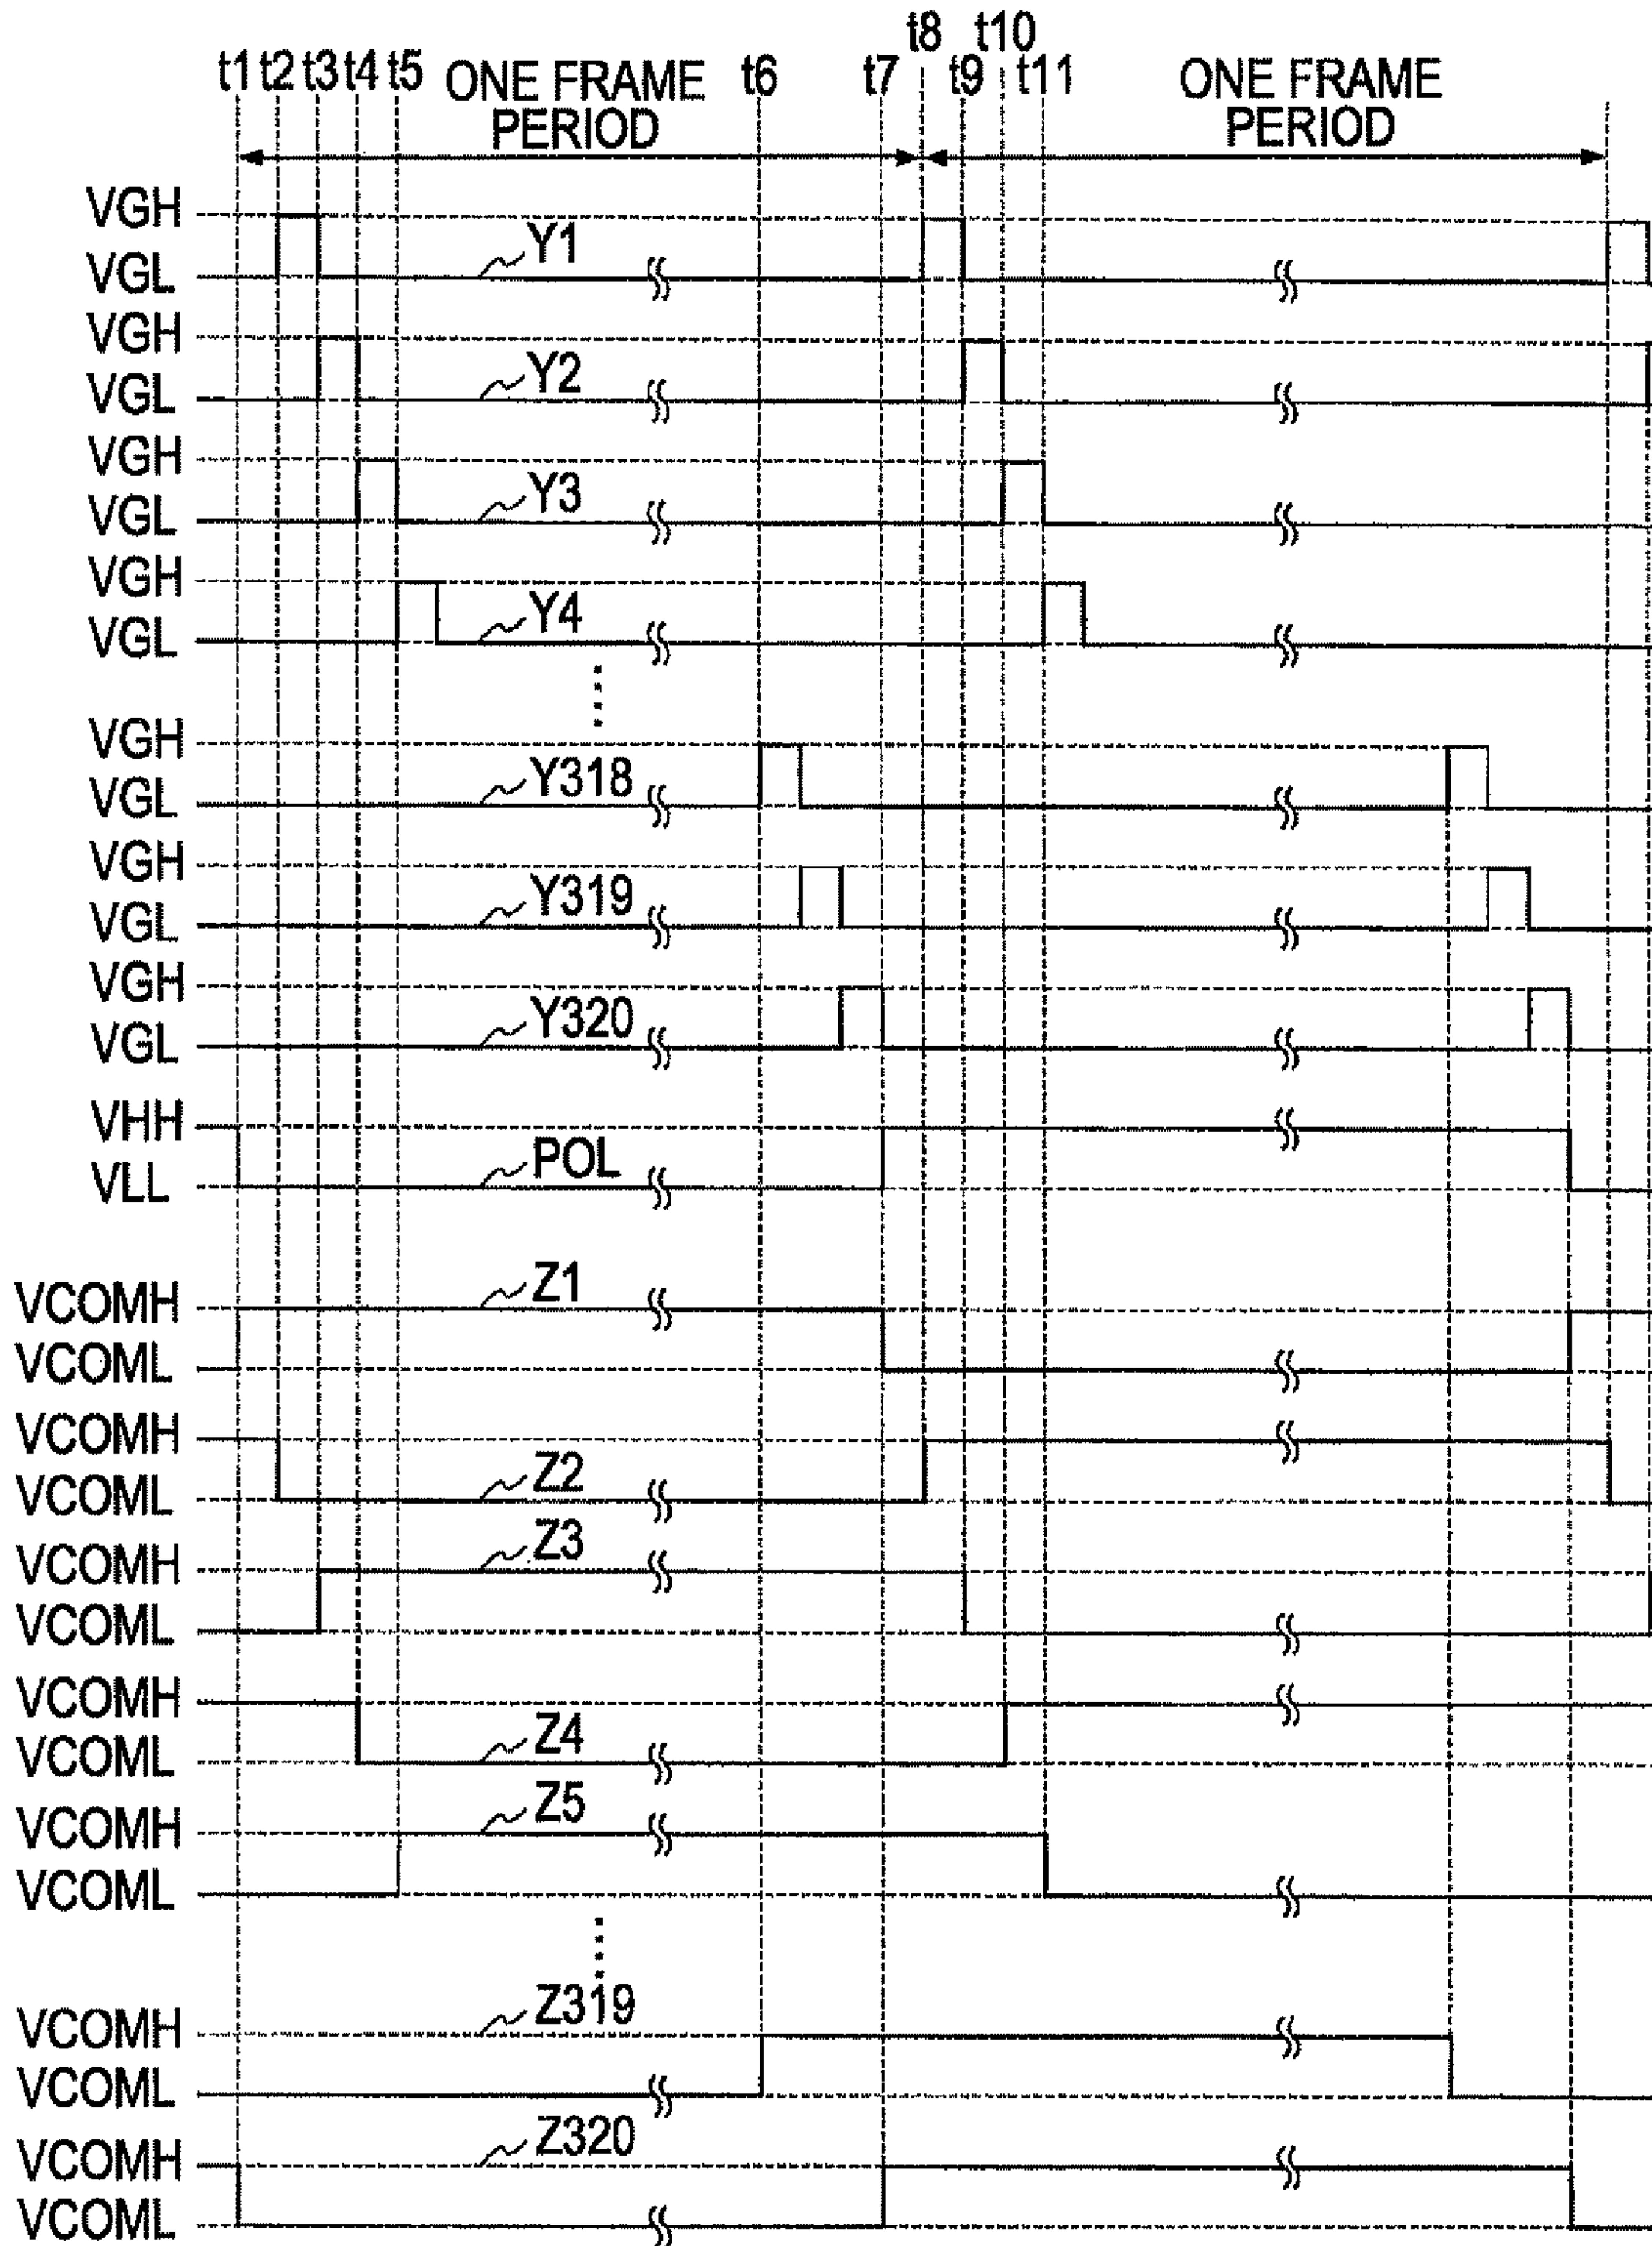 t8 t10
t1 t2 t3 t4 t5 ONE FRAME PERIOD t6 t7 t9 t11 ONE FRAME PERIOD
VGH
VGL Y1
VGH
VGL Y2
VGH
VGL Y3
VGH
VGL Y4
VGH
VGL Y318
VGH
VGL Y319
VGH
VGL Y320
VHH
VLL POL
VCOMH Z1
VCOML
VCOMH
VCOML Z2
VCOMH Z3
VCOML
VCOMH
VCOML Z4
VCOMH Z5
VCOML
VCOMH Z319
VCOML
VCOMH Z320
VCOML